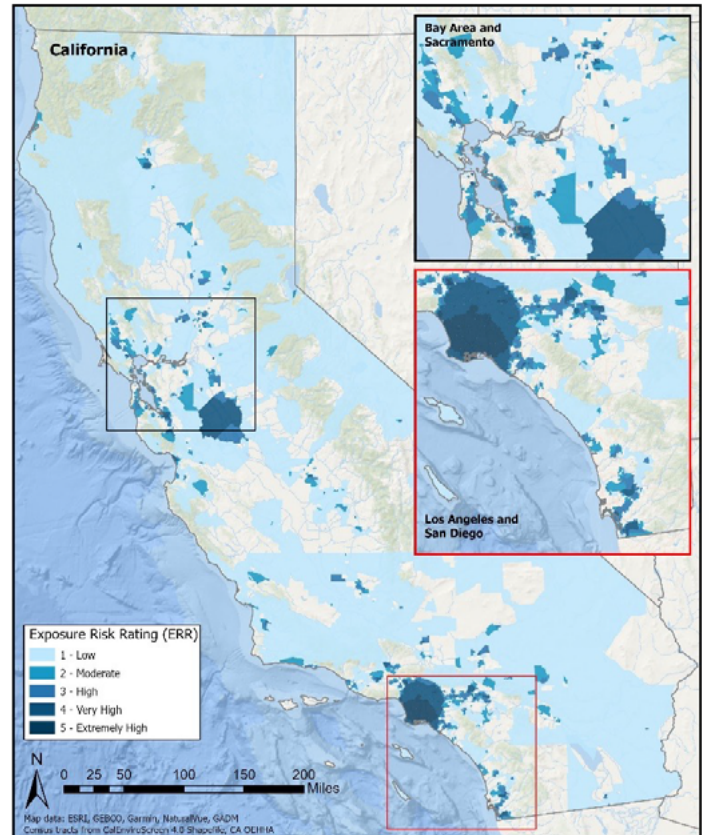 California
Bay Area and
Sacramento
Los Angeles and
San Diego
Exposure Risk Rating (ERR)
1 - Low
2 - Moderate
3 - High
4 - Very High
5 - Extremely High
N
0 25 50 100 150 200
Miles
Map data: ESRI, GEBCO, Garmin, NaturalVue, GADM
Census tracts from CalEnviroScreen 4.0 Shapefile, CA OEHHA